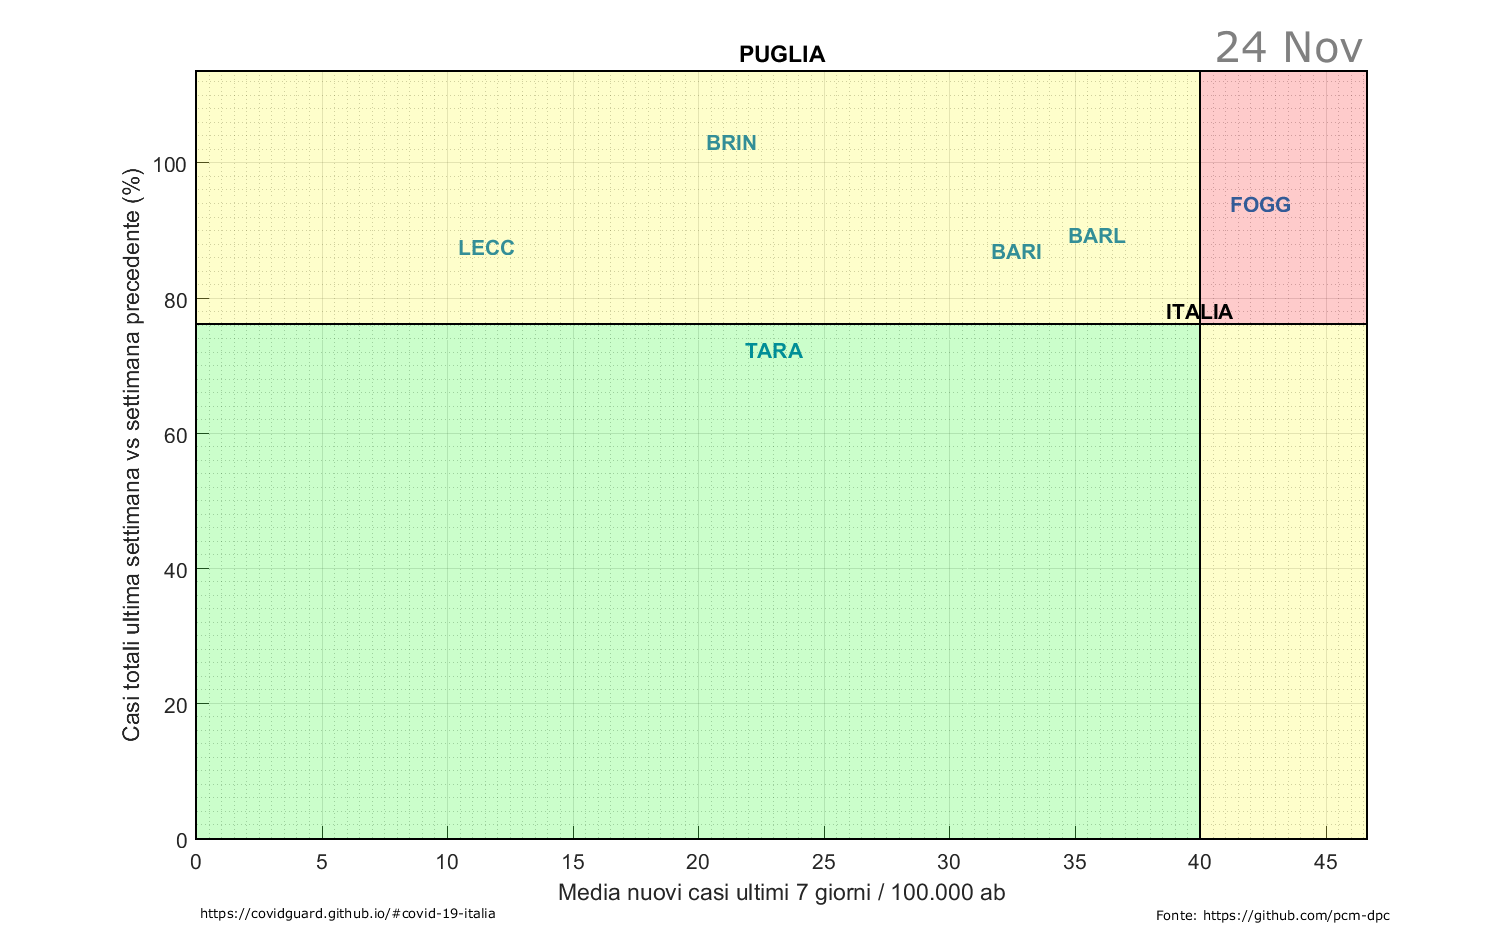 24 Nov
PUGLIA
Casi totali ultima settimana vs settimana precedente (%)
100
80
60
40
20
0
BRIN
FOGG
BARL
BARI
LECC
ITALIA
TARA
0 5 10 15 20 25 30 35 40 45
Media nuovi casi ultimi 7 giorni / 100.000 ab
https://covidguard.github.io/#covid-19-italia
Fonte: https://github.com/pcm-dpc